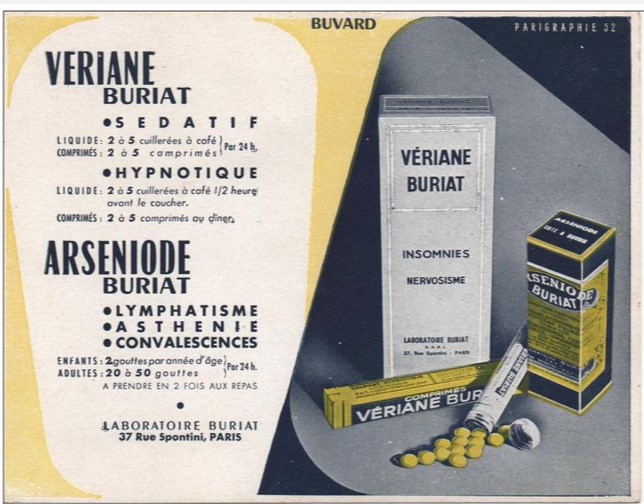 BUVARD
PARIGRAPHIE 52
VÉRIANE
BURIAT
•SEDATIF
LIQUIDE: 2 à 5 cuillerées à café
COMPRIMÉS: 2 à 5 comprimés } Par 24 h.
•HYPNOTIQUE
LIQUIDE: 2 à 5 cuillerées à café 1/2 heure
avant le coucher.
COMPRIMÉS: 2 à 5 comprimés au dîner.
ARSENIODE
BURIAT
•LYMPHATISME
•ASTHENIE
•CONVALESCENCES
ENFANTS: 2 gouttes par année d'âge
ADULTES: 20 à 50 gouttes } Par 24 h.
A PRENDRE EN 2 FOIS AUX REPAS
•
LABORATOIRE BURIAT
37 Rue Spontini, PARIS
VÉRIANE BURIAT
VÉRIANE
BURIAT
INSOMNIES
NERVOSISME
LABORATOIRE BURIAT
37, Rue Spontini - PARIS
ARSENIODE
ARSENIODE
BURIAT
COMPRIMÉS
VÉRIANE BUR
BURIAT